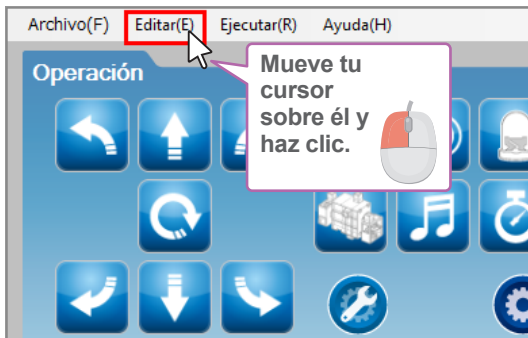 Archivo(F) Editar(E) Ejecutar(R) Ayuda(H)
Operación
Mueve tu
cursor
sobre él y
haz clic.